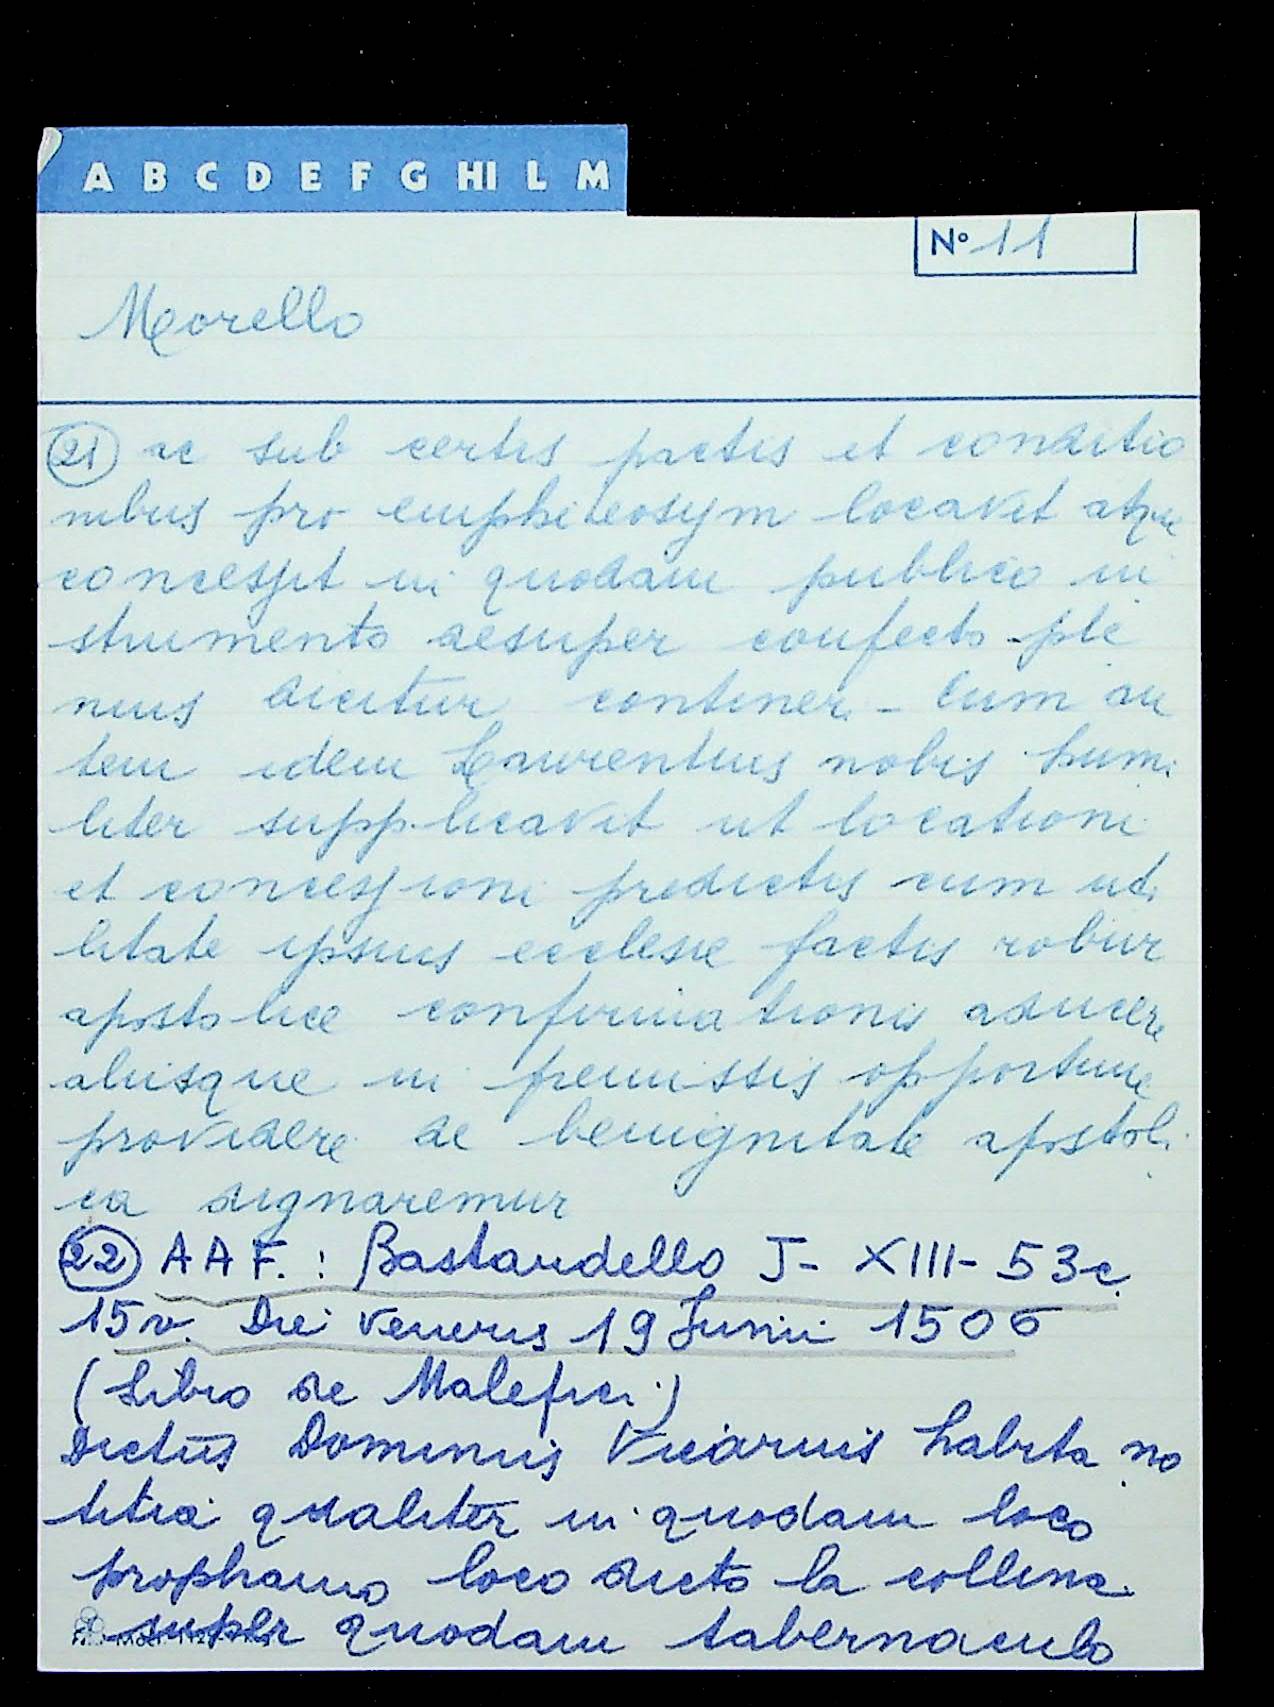 A B C D E F G HI L M
N° 11
Morello
(21) ac sub certis pactis et conditio
nibus pro emphiteosym locavit atque
concessit in quodam publico in
strumento desuper confecto ple
nius dicitur contineri - Cum au
tem idem Laurentius nobis humi
liter supplicavit ut locationi
et concessioni predictis cum uti
litate ipsius ecclesie factis robur
apostolice confirmationis adiicere
aliisque in premissis opportune
providere de benignitate apostoli
ca dignaremur
(22) AAF.: Bastardello J- XIII- 53c.
15v. Die Veneris 19 Junii 1506
(Libro de Malefici)
Dictus Dominus Vicarius habita no
titia qualiter in quodam loco
prophano loco dicto la collina
super quodam tabernaculo